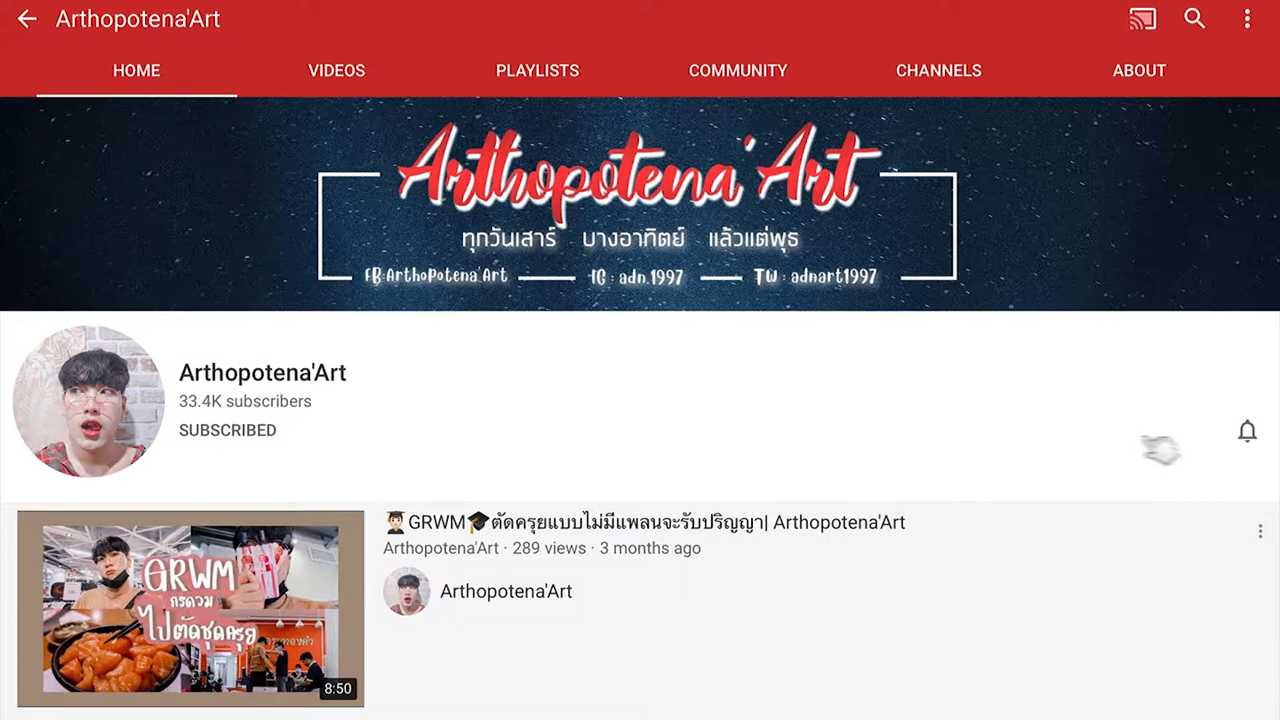 Arthopotena'Art
HOME VIDEOS PLAYLISTS COMMUNITY CHANNELS ABOUT
Arthopotena'Art
ทุกวันเสาร์ บางอาทิตย์ แล้วแต่พุธ
FB:ArthoPotena'Art IG : adn.1997 TW : adnart1997
Arthopotena'Art
33.4K subscribers
SUBSCRIBED
GRWM
กรดวม
ไปตัดชุดครุย
8:50
👨🏻‍🎓GRWM🎓ตัดครุยแบบไม่มีแพลนจะรับปริญญา| Arthopotena'Art
Arthopotena'Art · 289 views · 3 months ago
Arthopotena'Art